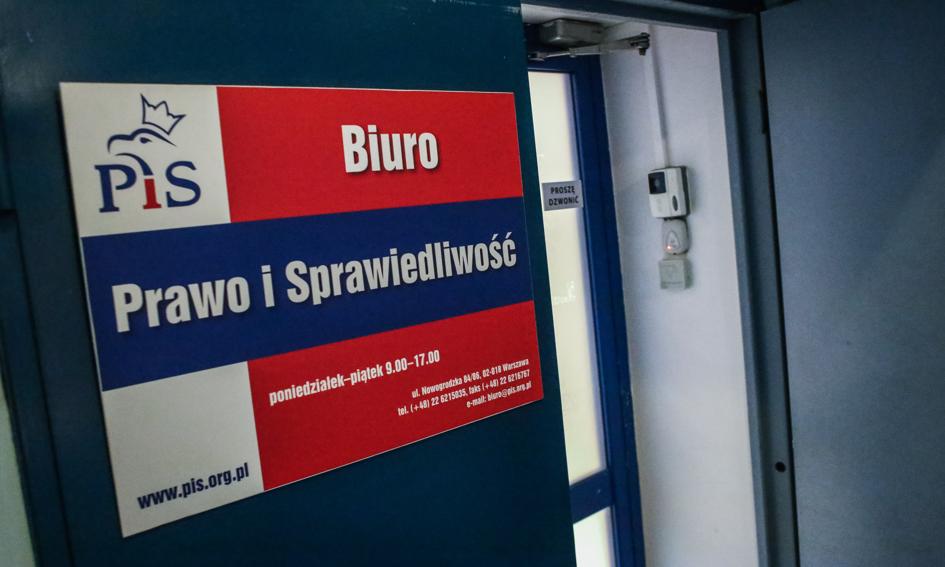 PiS
Biuro
Prawo i Sprawiedliwość
poniedziałek–piątek 9.00–17.00
ul. Nowogrodzka 84/86, 02-018 Warszawa
tel. (+48) 22 6215035, faks (+48) 22 6216767
e-mail: biuro@pis.org.pl
www.pis.org.pl
PROSZĘ
DZWONIĆ